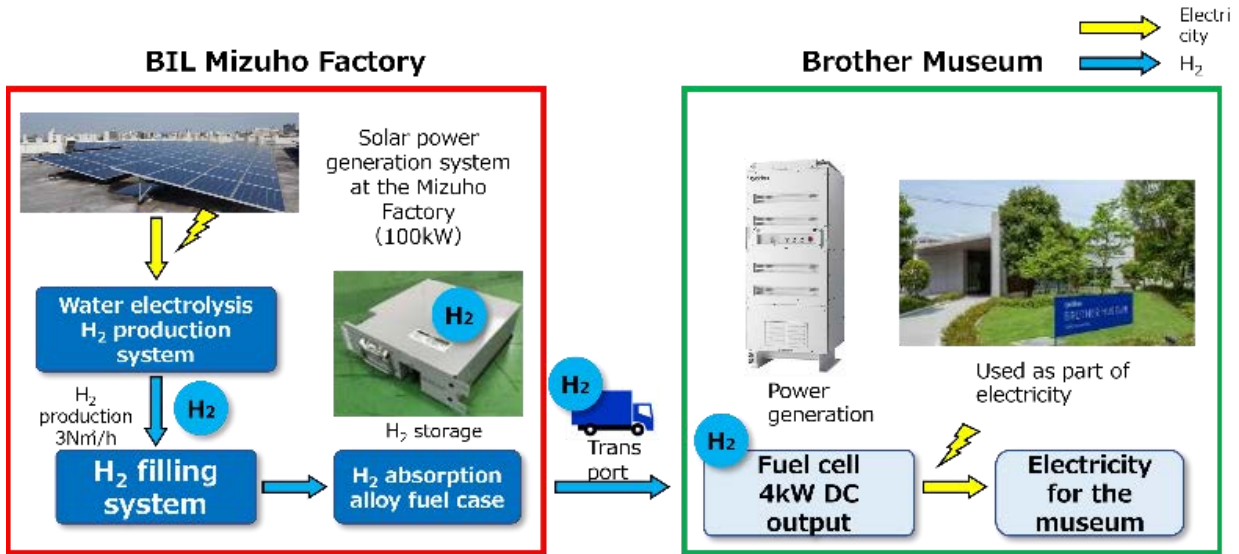 Electri
city
H₂
BIL Mizuho Factory
Brother Museum
Solar power
generation system
at the Mizuho
Factory
(100kW)
Water electrolysis
H₂ production
system
H₂
production
3N㎥/h
H₂
H₂
H₂ storage
H₂ filling
system
H₂ absorption
alloy fuel case
H₂
Trans
port
Power
generation
BROTHER MUSEUM
Used as part of
electricity
H₂
Fuel cell
4kW DC
output
Electricity
for the
museum